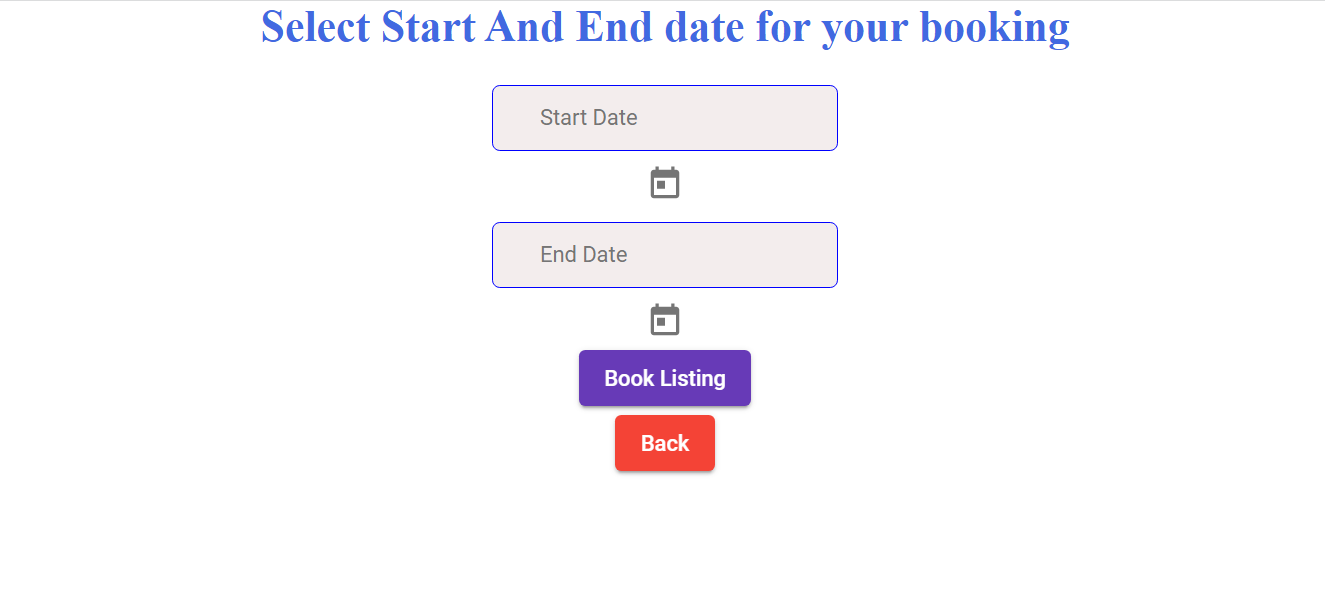 Select Start And End date for your booking
Start Date
End Date
Book Listing
Back